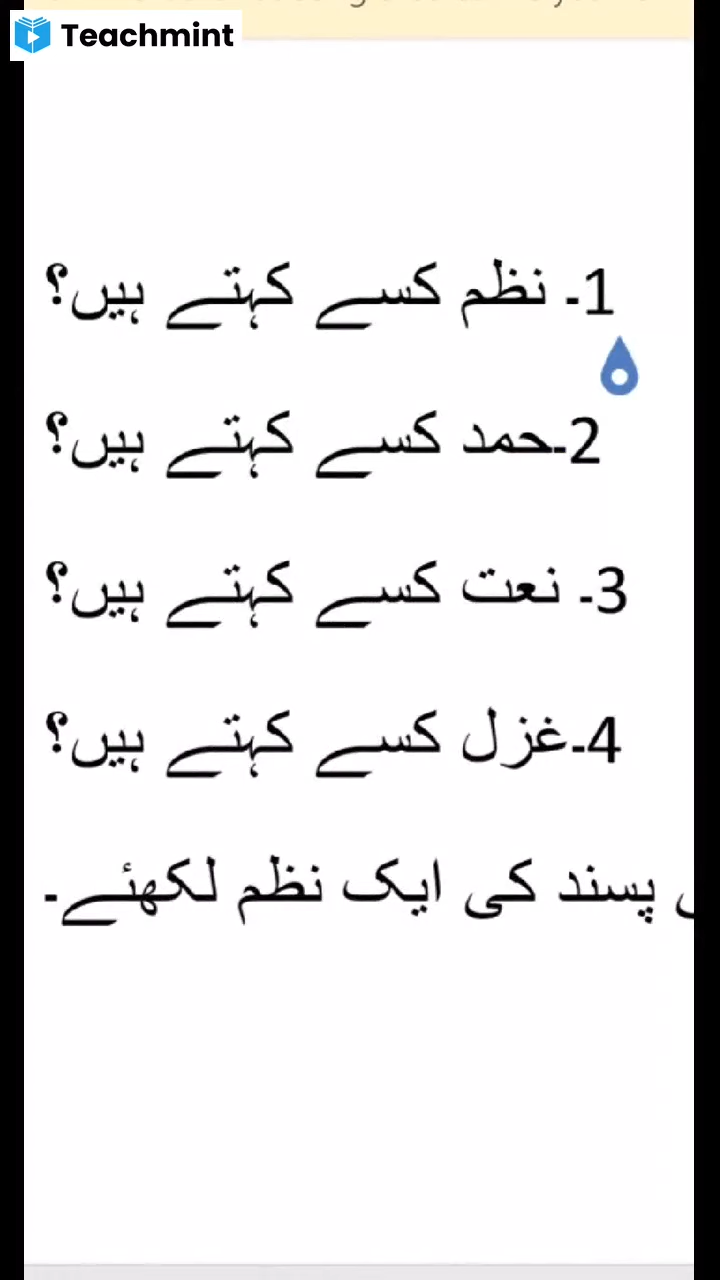 Teachmint
1۔ نظم کسے کہتے ہیں؟
2۔حمد کسے کہتے ہیں؟
3۔ نعت کسے کہتے ہیں؟
4۔غزل کسے کہتے ہیں؟
پسند کی ایک نظم لکھئے۔